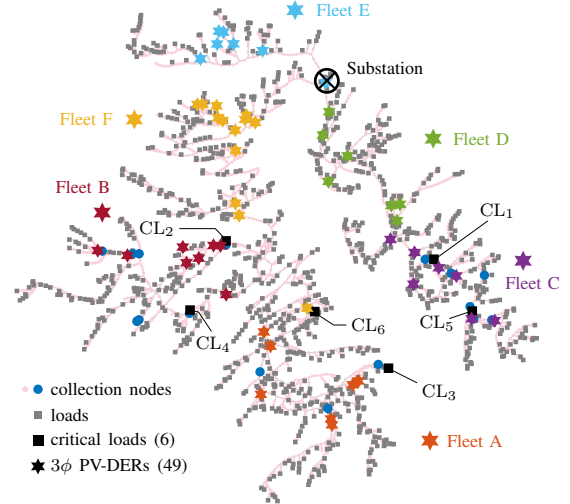 Fleet E
Substation
Fleet F
Fleet D
Fleet B
CL2
CL1
Fleet C
CL4
CL6
CL5
CL3
collection nodes
loads
critical loads (6)
Fleet A
3ϕ PV-DERs (49)